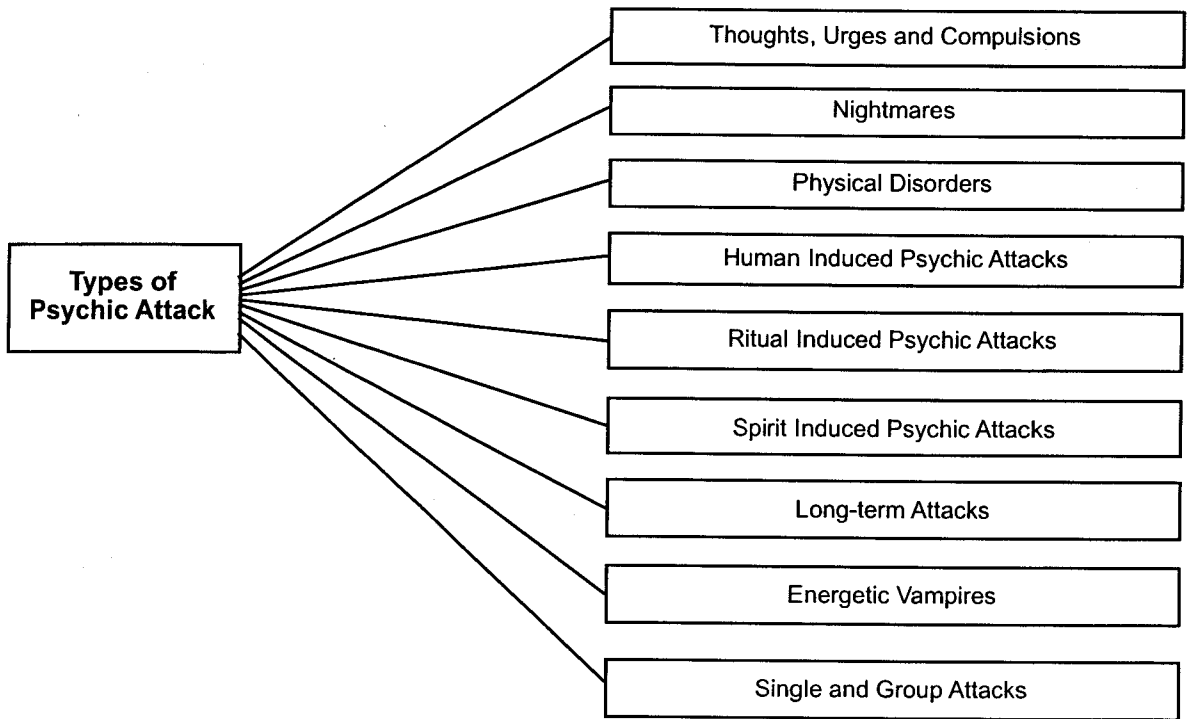 Types of
Psychic Attack
Thoughts, Urges and Compulsions
Nightmares
Physical Disorders
Human Induced Psychic Attacks
Ritual Induced Psychic Attacks
Spirit Induced Psychic Attacks
Long-term Attacks
Energetic Vampires
Single and Group Attacks